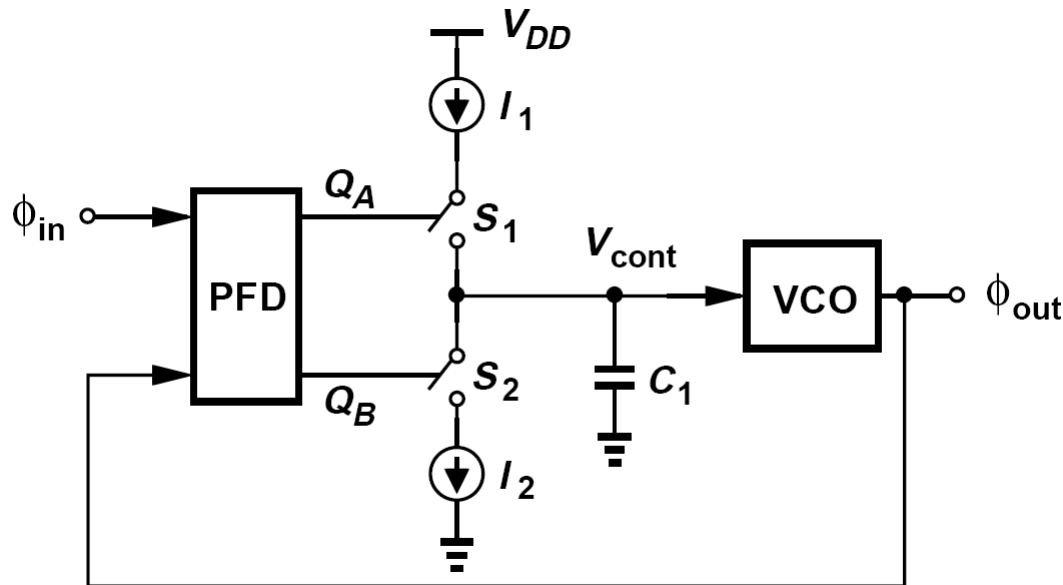 V_DD
I_1
Q_A
ϕ_in
S_1
PFD
V_cont
VCO
ϕ_out
S_2
Q_B
C_1
I_2